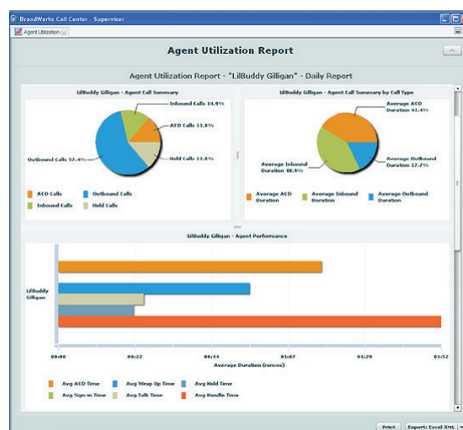 BroadWorks Call Center - Supervisor
Agent Utilization
Agent Utilization Report
Agent Utilization Report - "LilBuddy Gilligan" - Daily Report
LilBuddy Gilligan - Agent Call Summary
Inbound Calls 14.9%
ACD Calls 13.8%
Outbound Calls 57.4%
Held Calls 13.8%
ACD Calls
Outbound Calls
Inbound Calls
Held Calls
LilBuddy Gilligan - Agent Call Summary by Call Type
Average ACD
Duration 41.4%
Average Inbound
Duration
Average Outbound
Duration 17.7%
Average ACD
Duration
Average Inbound
Duration
Average Outbound
Duration
LilBuddy Gilligan - Agent Performance
LilBuddy
Gilligan
00:00
00:22
00:44
01:07
01:29
01:52
Average Duration (mm:ss)
Avg ACD Time
Avg Wrap Up Time
Avg Hold Time
Avg Sign-in Time
Avg Talk Time
Avg Handle Time
Print
Export: Excel XML